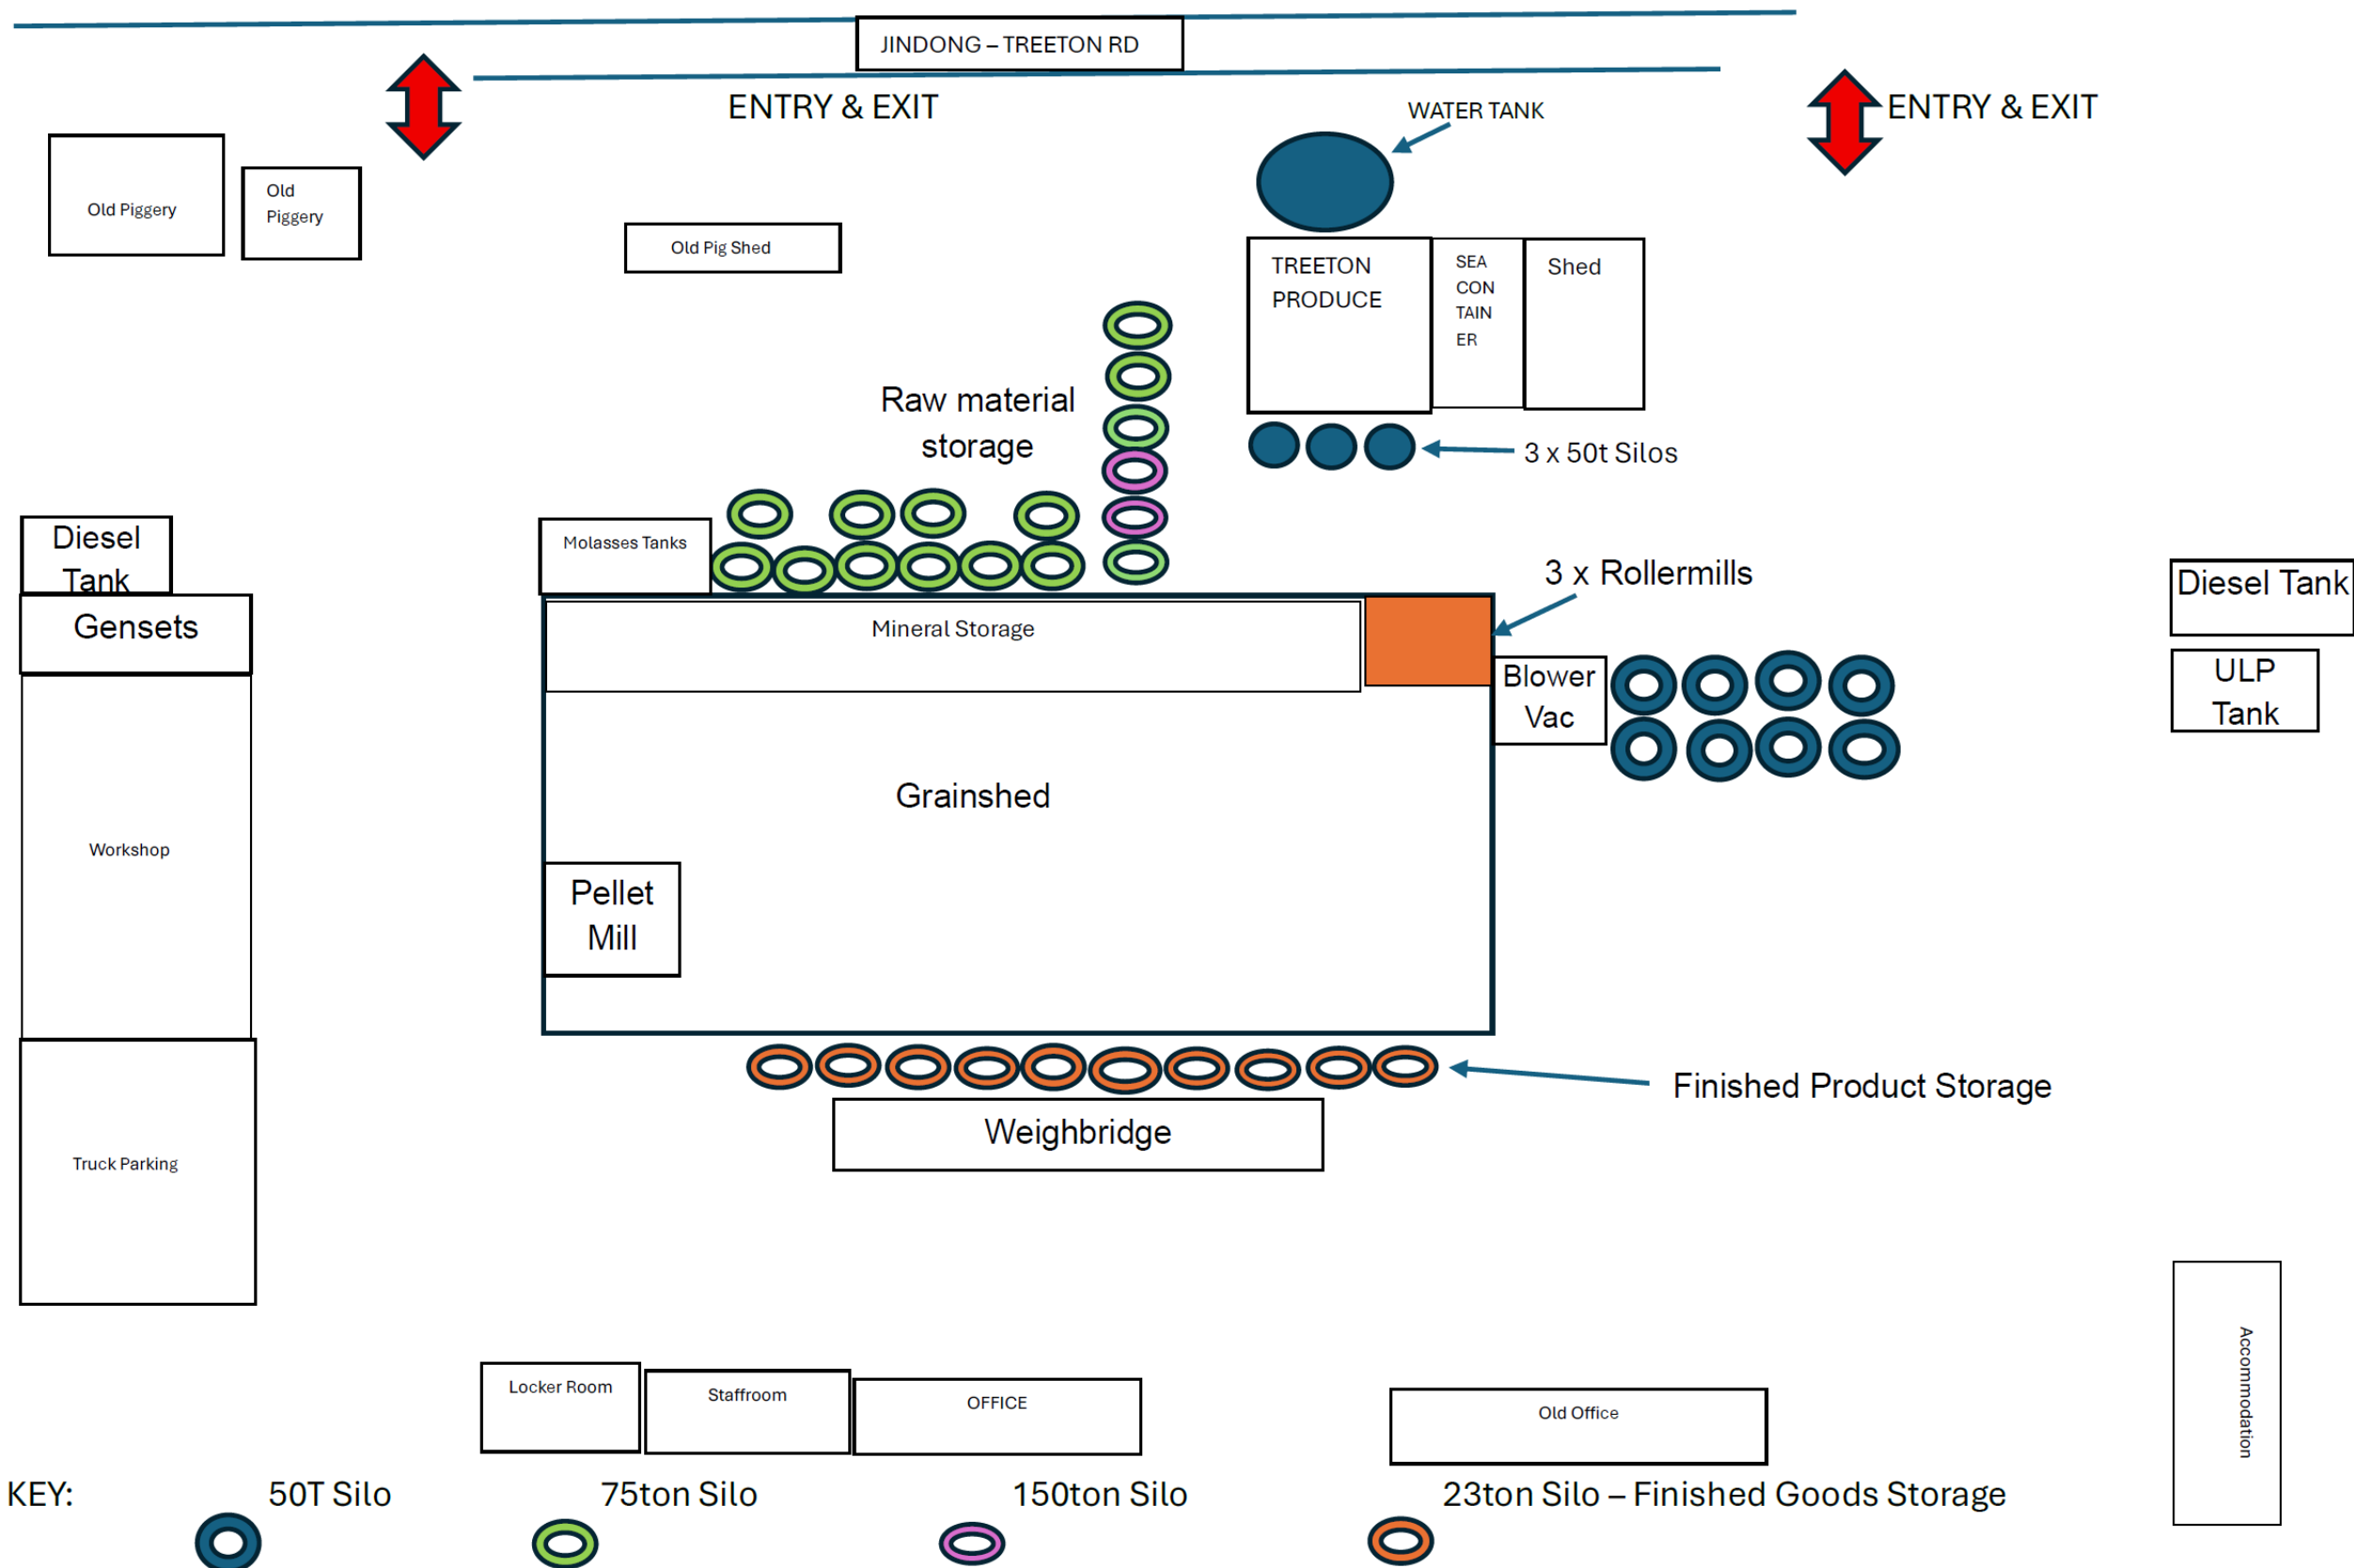 JINDONG – TREETON RD
ENTRY & EXIT
WATER TANK
ENTRY & EXIT
Old Piggery
Old
Piggery
Old Pig Shed
TREETON
PRODUCE
SEA
CON
TAIN
ER
Shed
Raw material
storage
3 x 50t Silos
Diesel
Tank
Molasses Tanks
3 x Rollermills
Diesel Tank
Gensets
Mineral Storage
Blower
Vac
ULP
Tank
Grainshed
Workshop
Pellet
Mill
Finished Product Storage
Weighbridge
Truck Parking
Accommodation
Locker Room
Staffroom
OFFICE
Old Office
KEY:
50T Silo
75ton Silo
150ton Silo
23ton Silo – Finished Goods Storage